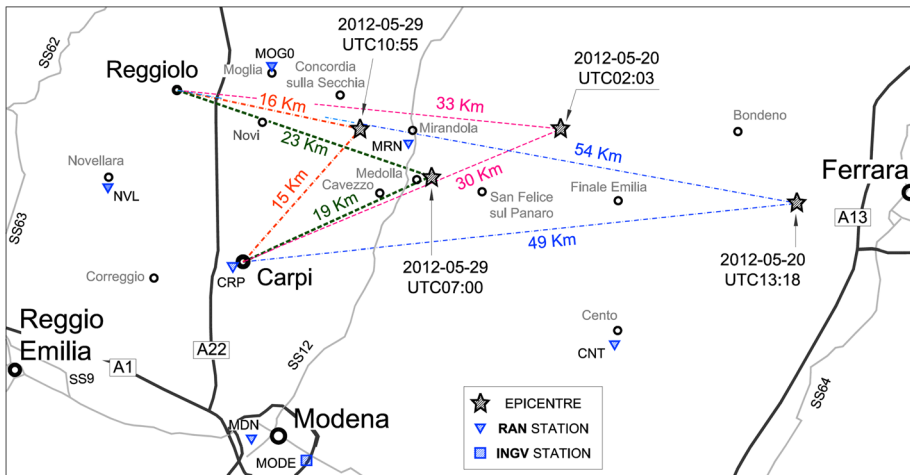 SS62
2012-05-29
UTC10:55
2012-05-20
UTC02:03
MOG0
Moglia
Concordia
sulla Secchia
Reggiolo
16 Km
33 Km
Novi
23 Km
Mirandola
MRN
Bondeno
54 Km
Ferrara
Novellara
NVL
Medolla
Cavezzo
30 Km
San Felice
sul Panaro
Finale Emilia
15 Km
19 Km
A13
SS63
49 Km
CRP
Carpi
Correggio
2012-05-29
UTC07:00
2012-05-20
UTC13:18
Reggio
Emilia
Cento
CNT
A22
SS12
A1
SS9
SS64
MDN
Modena
MODE
EPICENTRE
RAN STATION
INGV STATION